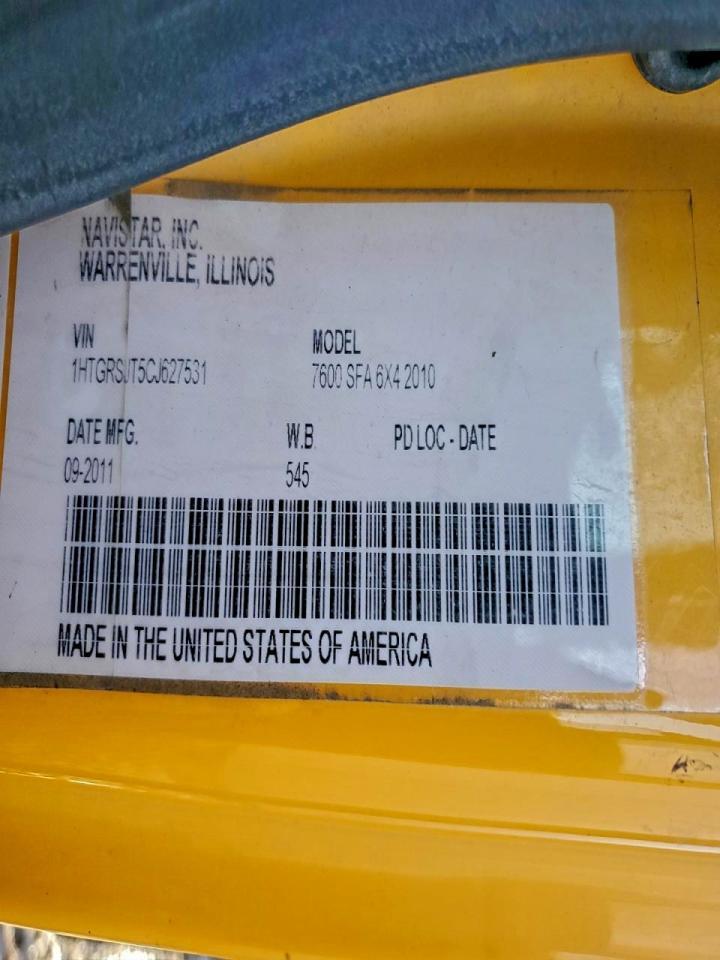 NAVISTAR, INC.
WARRENVILLE, ILLINOIS
VIN MODEL
1HTGRSJT5CJ627531 7600 SFA 6X4 2010
DATE MFG. W.B PD LOC - DATE
09-2011 545
MADE IN THE UNITED STATES OF AMERICA